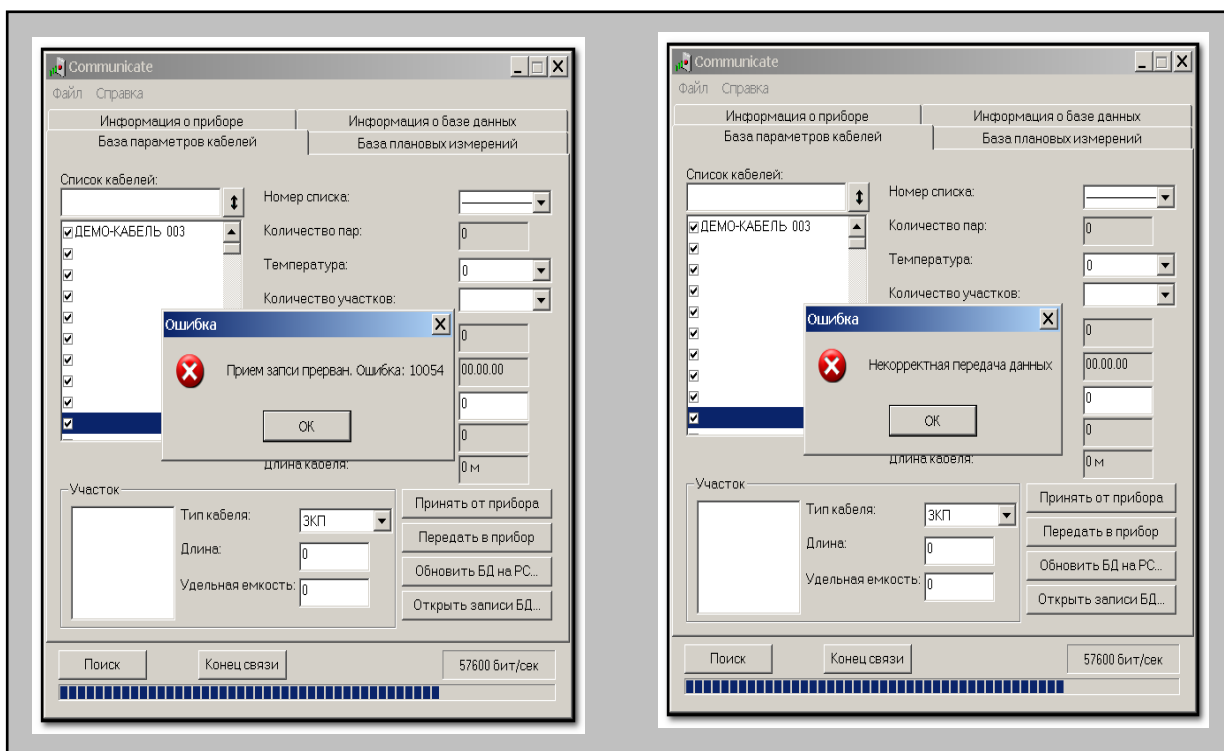 Communicate
Файл Справка
Информация о приборе Информация о базе данных
База параметров кабелей База плановых измерений
Список кабелей:
Номер списка:
ДЕМО-КАБЕЛЬ 003
Количество пар: 0
Температура: 0
Количество участков:
Ошибка
0
Прием запси прерван. Ошибка: 10054
00.00.00
0
OK
0
Длина кабеля: 0 м
Участок
Тип кабеля: ЗКП
Длина: 0
Удельная емкость: 0
Принять от прибора
Передать в прибор
Обновить БД на PC...
Открыть записи БД...
Поиск Конец связи 57600 бит/сек
Communicate
Файл Справка
Информация о приборе Информация о базе данных
База параметров кабелей База плановых измерений
Список кабелей:
Номер списка:
ДЕМО-КАБЕЛЬ 003
Количество пар: 0
Температура: 0
Количество участков:
Ошибка
0
Некорректная передача данных
00.00.00
0
OK
0
Длина кабеля: 0 м
Участок
Тип кабеля: ЗКП
Длина: 0
Удельная емкость: 0
Принять от прибора
Передать в прибор
Обновить БД на PC...
Открыть записи БД...
Поиск Конец связи 57600 бит/сек